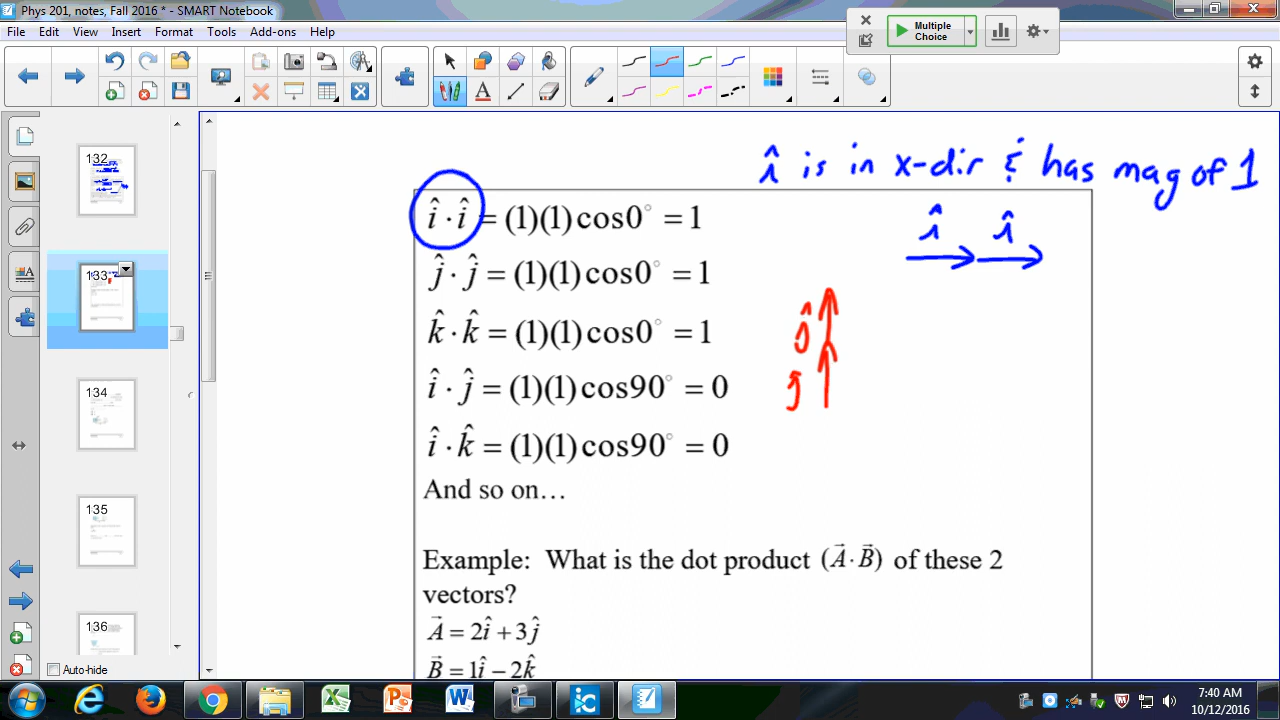 Phys 201, notes, Fall 2016 * - SMART Notebook
File Edit View Insert Format Tools Add-ons Help
Multiple
Choice
132
133
134
135
136
Auto-hide
î is in x-dir & has mag of 1
î · î = (1)(1)cos0° = 1
î î
ĵ · ĵ = (1)(1)cos0° = 1
k̂ · k̂ = (1)(1)cos0° = 1
ĵ
î · ĵ = (1)(1)cos90° = 0
ĵ
î · k̂ = (1)(1)cos90° = 0
And so on…
Example: What is the dot product (A⃗ · B⃗) of these 2
vectors?
A⃗ = 2î + 3ĵ
B⃗ = 1î − 2k̂
7:40 AM
10/12/2016